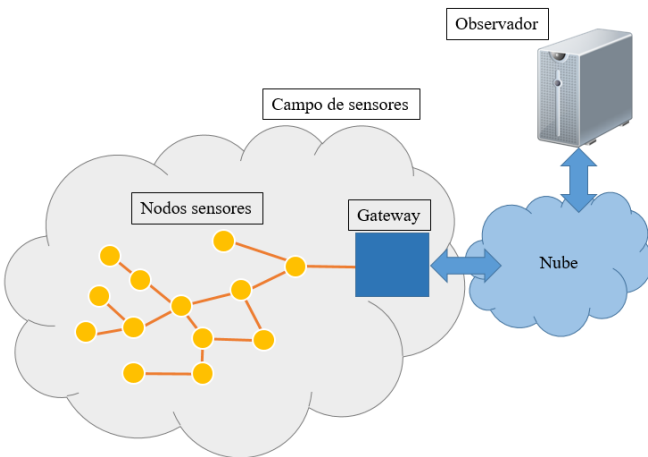 Observador
Campo de sensores
Nodos sensores
Gateway
Nube